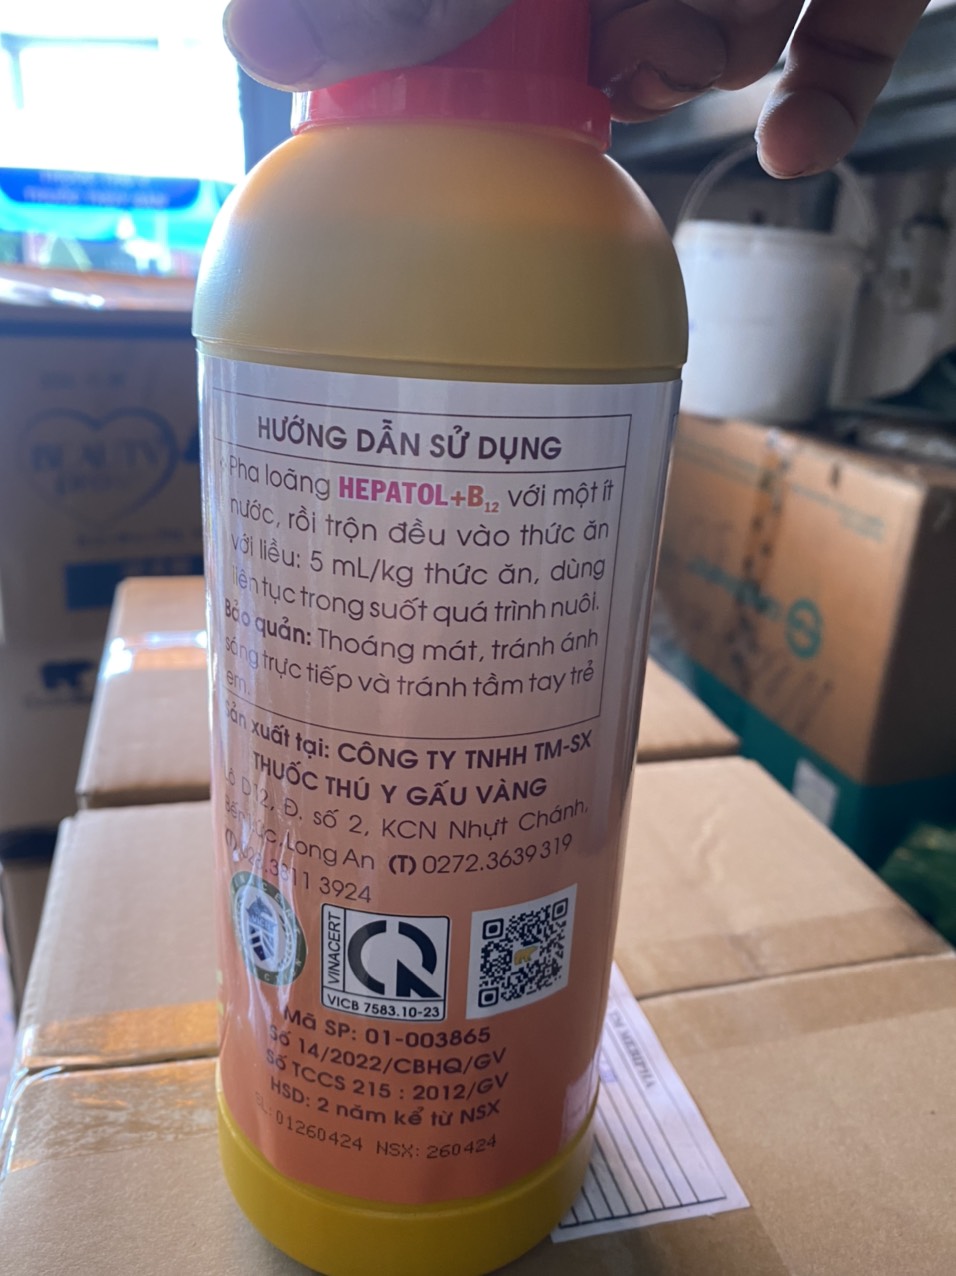 HƯỚNG DẪN SỬ DỤNG
Pha loãng HEPATOL+B12 với một ít
nước, rồi trộn đều vào thức ăn
với liều: 5 mL/kg thức ăn, dùng
liên tục trong suốt quá trình nuôi.
Bảo quản: Thoáng mát, tránh ánh
sáng trực tiếp và tránh tầm tay trẻ
em.
Sản xuất tại: CÔNG TY TNHH TM-SX
THUỐC THÚ Y GẤU VÀNG
Lô D12, Đ. số 2, KCN Nhựt Chánh,
Bến Lức, Long An (T) 0272.3639 319
3924
VINACERT
VICB 7583.10-23
Mã SP: 01-003865
Số 14/2022/CBHQ/GV
Số TCCS 215 : 2012/GV
HSD: 2 năm kể từ NSX
SL: 01260424 NSX: 260424
BEAUTY